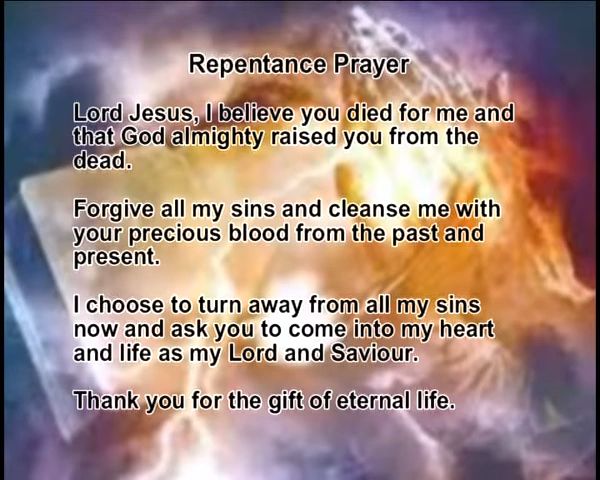 Repentance Prayer
Lord Jesus, I believe you died for me and
that God almighty raised you from the
dead.
Forgive all my sins and cleanse me with
your precious blood from the past and
present.
I choose to turn away from all my sins
now and ask you to come into my heart
and life as my Lord and Saviour.
Thank you for the gift of eternal life.